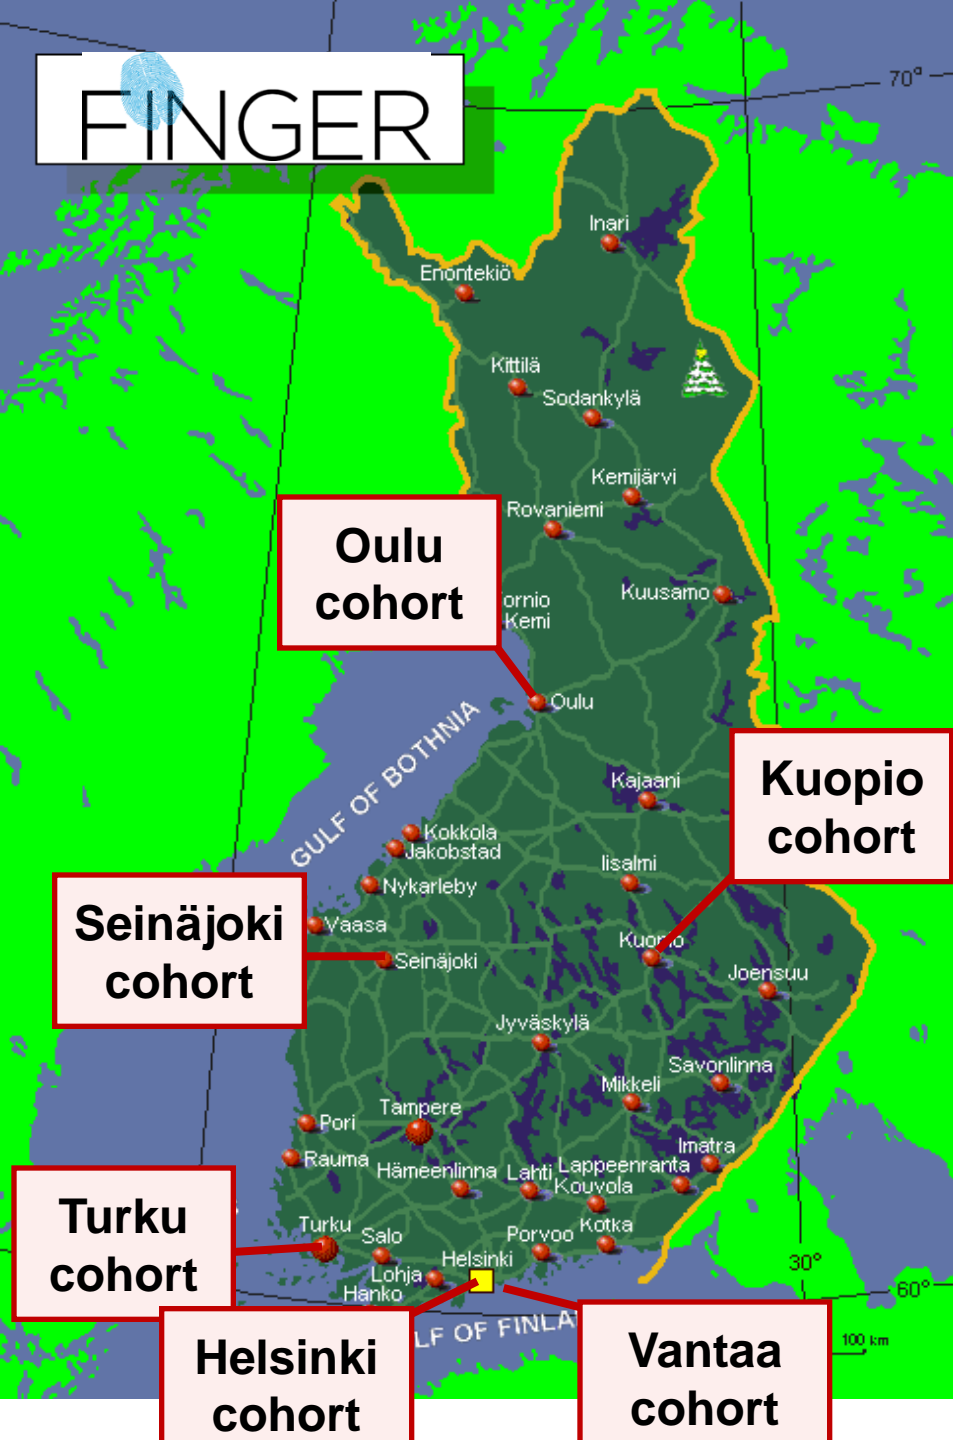 70°
FINGER
Inari
Enontekiö
Kittilä
Sodankylä
Kemijärvi
Rovaniemi
Oulu
cohort
Kuusamo
ornio
Kemi
Oulu
GULF OF BOTHNIA
Kuopio
cohort
Kajaani
Kokkola
Jakobstad
Iisalmi
Nykarleby
Seinäjoki
cohort
Vaasa
Kuopio
Seinäjoki
Joensuu
Jyväskylä
Savonlinna
Mikkeli
Tampere
Pori
Imatra
Rauma
Hämeenlinna
Lahti
Lappeenranta
Kouvola
Turku
cohort
Turku
Salo
Porvoo
Kotka
Helsinki
Lohja
Hanko
30°
60°
LF OF FINLA
100 km
Helsinki
cohort
Vantaa
cohort